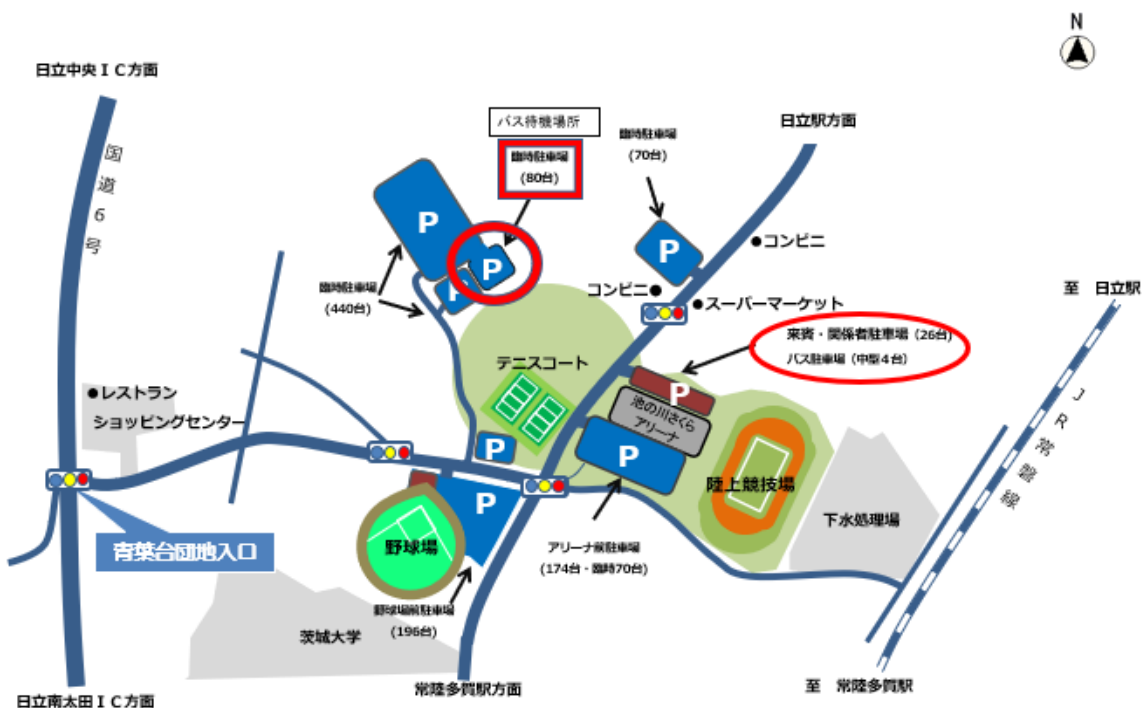 N
日立中央ＩＣ方面
国道６号
バス待機場所
臨時駐車場
(80台)
臨時駐車場
(70台)
日立駅方面
P
P
P
P
臨時駐車場
(440台)
●コンビニ
コンビニ●
●スーパーマーケット
至 日立駅
来賓・関係者駐車場（26台)
バス駐車場（中型４台）
ＪＲ常磐線
テニスコート
P
池の川さくら
アリーナ
●レストラン
ショッピングセンター
P
P
陸上競技場
P
下水処理場
青葉台団地入口
野球場
アリーナ前駐車場
(174台・臨時70台)
野球場前駐車場
(196台)
茨城大学
日立南太田ＩＣ方面
常陸多賀駅方面
至 常陸多賀駅